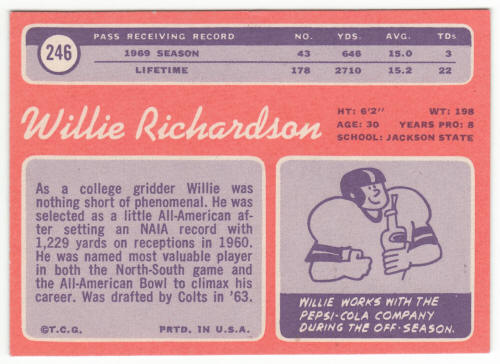 246
PASS RECEIVING RECORD NO. YDS. AVG. TDs
1969 SEASON 43 646 15.0 3
LIFETIME 178 2710 15.2 22
Willie Richardson
HT: 6'2" WT: 198
AGE: 30 YEARS PRO: 8
SCHOOL: JACKSON STATE
As a college gridder Willie was
nothing short of phenomenal. He was
selected as a little All-American af-
ter setting an NAIA record with
1,229 yards on receptions in 1960.
He was named most valuable player
in both the North-South game and
the All-American Bowl to climax his
career. Was drafted by Colts in '63.
©T.C.G. PRTD. IN U.S.A.
WILLIE WORKS WITH THE
PEPSI-COLA COMPANY
DURING THE OFF-SEASON.